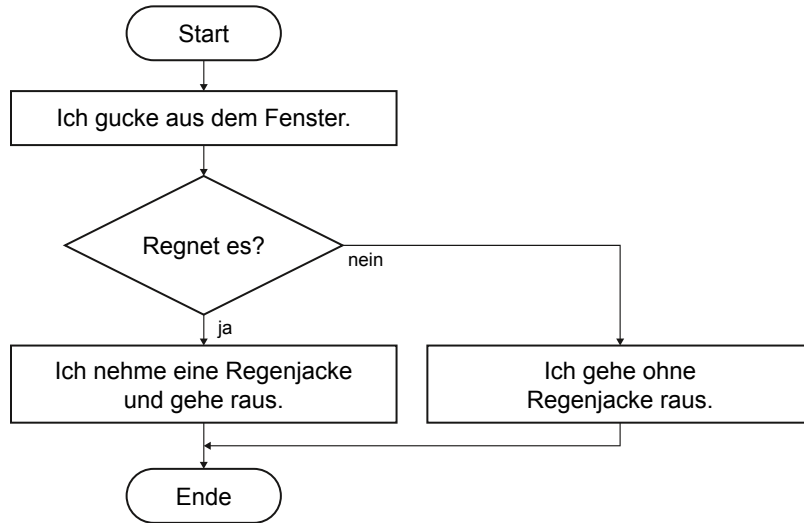 Start
Ich gucke aus dem Fenster.
Regnet es?
nein
ja
Ich nehme eine Regenjacke
und gehe raus.
Ich gehe ohne
Regenjacke raus.
Ende